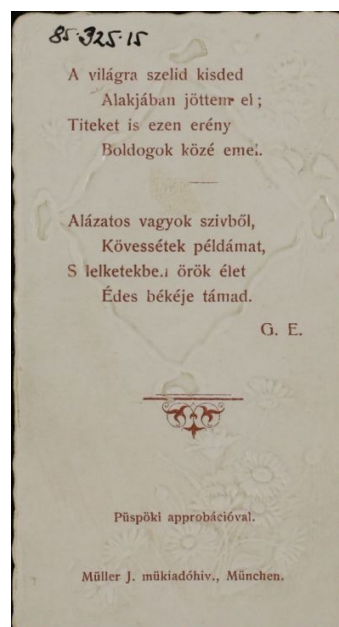 85.325.15
A világra szelid kisded
Alakjában jöttem el;
Titeket is ezen erény
Boldogok közé emel.
Alázatos vagyok szivből,
Kövessétek példámat,
S lelketekben örök élet
Édes békéje támad.
G. E.
Püspöki approbációval.
Müller J. műkiadóhiv., München.